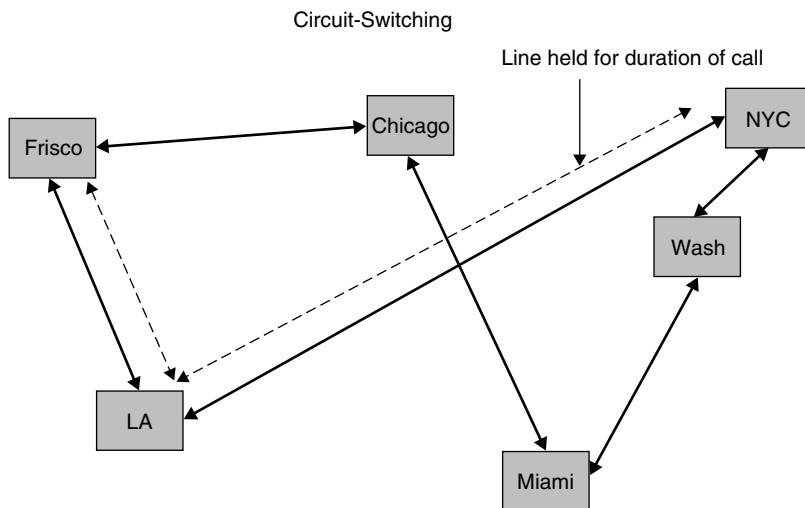 Circuit-Switching
Line held for duration of call
NYC
Chicago
Frisco
Wash
LA
Miami